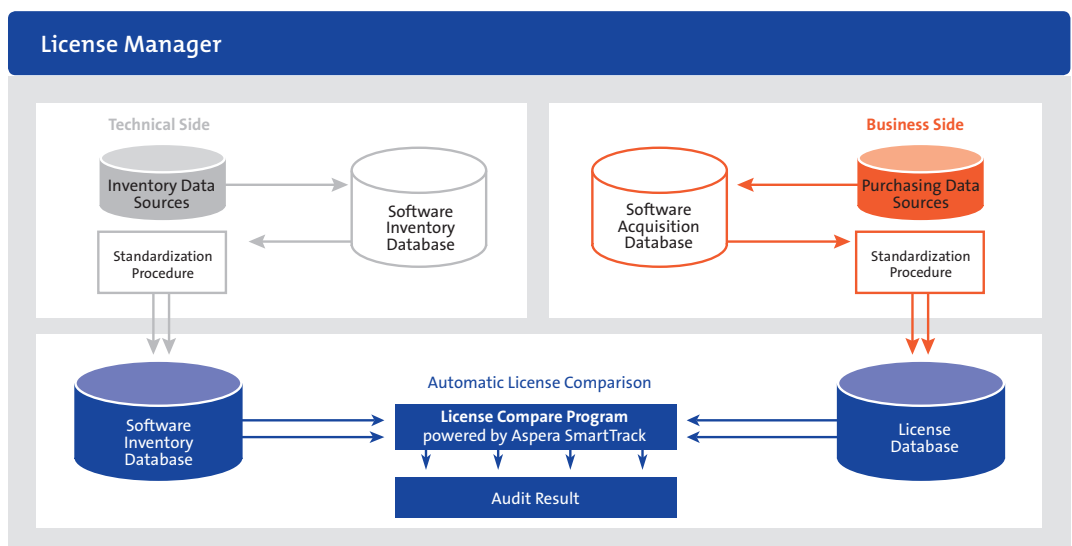 License Manager
Technical Side
Inventory Data
Sources
Software
Inventory
Database
Standardization
Procedure
Business Side
Purchasing Data
Sources
Software
Acquisition
Database
Standardization
Procedure
Software
Inventory
Database
Automatic License Comparison
License Compare Program
powered by Aspera SmartTrack
Audit Result
License
Database